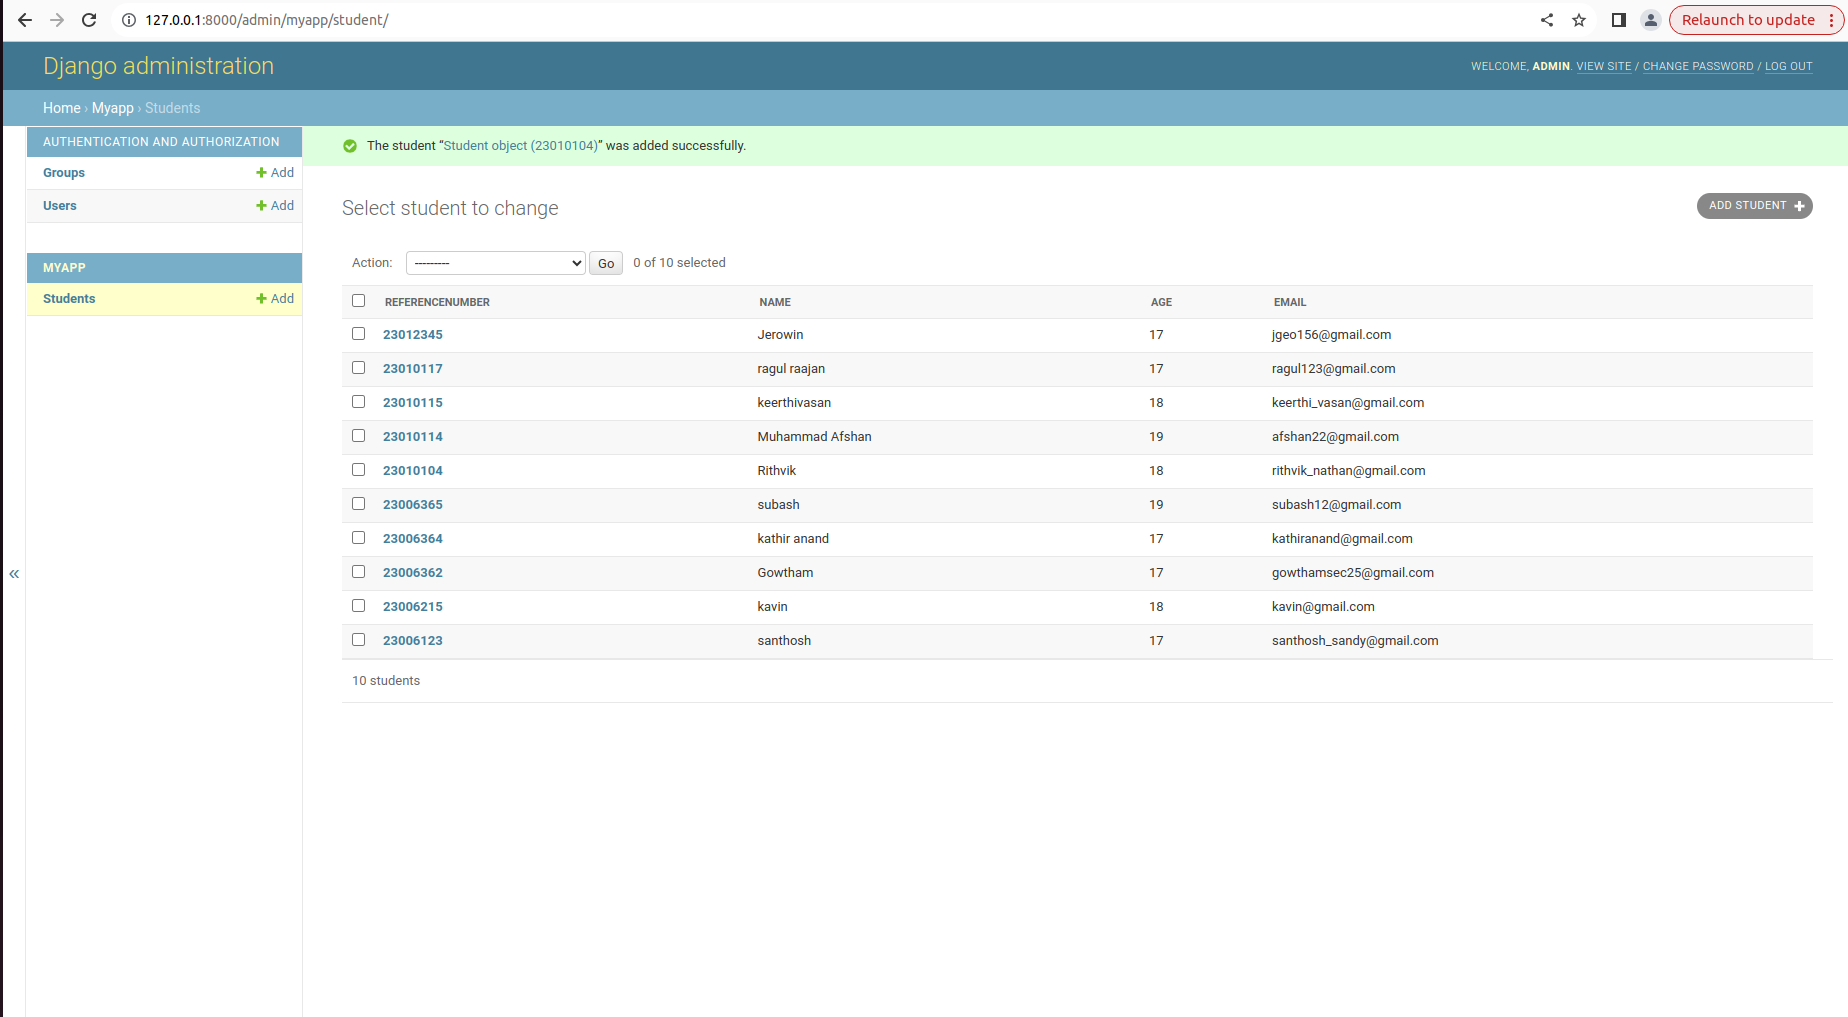 127.0.0.1:8000/admin/myapp/student/ Relaunch to update
Django administration
WELCOME, ADMIN. VIEW SITE / CHANGE PASSWORD / LOG OUT
Home › Myapp › Students
AUTHENTICATION AND AUTHORIZATION
Groups + Add
Users + Add
MYAPP
Students + Add
«
The student “Student object (23010104)” was added successfully.
Select student to change
ADD STUDENT +
Action: --------- Go 0 of 10 selected
REFERENCENUMBER NAME AGE EMAIL
23012345 Jerowin 17 jgeo156@gmail.com
23010117 ragul raajan 17 ragul123@gmail.com
23010115 keerthivasan 18 keerthi_vasan@gmail.com
23010114 Muhammad Afshan 19 afshan22@gmail.com
23010104 Rithvik 18 rithvik_nathan@gmail.com
23006365 subash 19 subash12@gmail.com
23006364 kathir anand 17 kathiranand@gmail.com
23006362 Gowtham 17 gowthamsec25@gmail.com
23006215 kavin 18 kavin@gmail.com
23006123 santhosh 17 santhosh_sandy@gmail.com
10 students